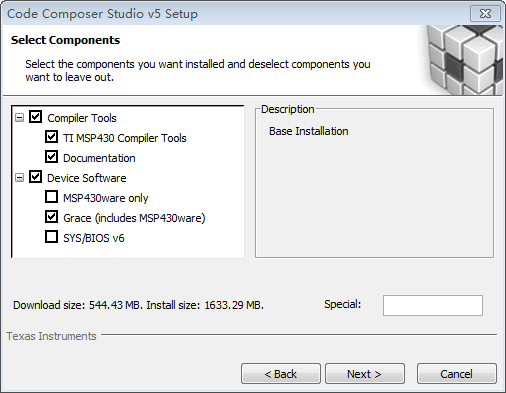 Code Composer Studio v5 Setup
Select Components
Select the components you want installed and deselect components you
want to leave out.
Compiler Tools
TI MSP430 Compiler Tools
Documentation
Device Software
MSP430ware only
Grace (includes MSP430ware)
SYS/BIOS v6
Description
Base Installation
Download size: 544.43 MB. Install size: 1633.29 MB.
Special:
Texas Instruments
< Back
Next >
Cancel